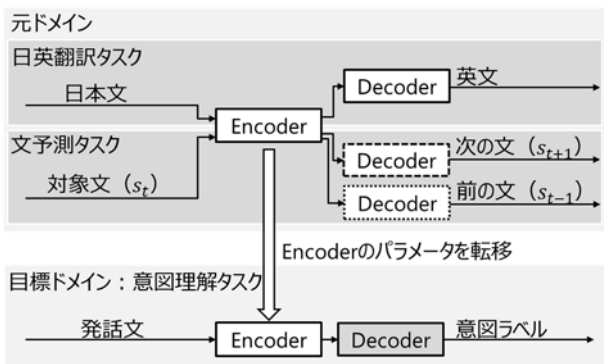 元ドメイン
日英翻訳タスク
日本文
Encoder
Decoder
英文
文予測タスク
対象文（s_t）
Decoder
次の文（s_{t+1}）
Decoder
前の文（s_{t−1}）
Encoderのパラメータを転移
目標ドメイン：意図理解タスク
発話文
Encoder
Decoder
意図ラベル